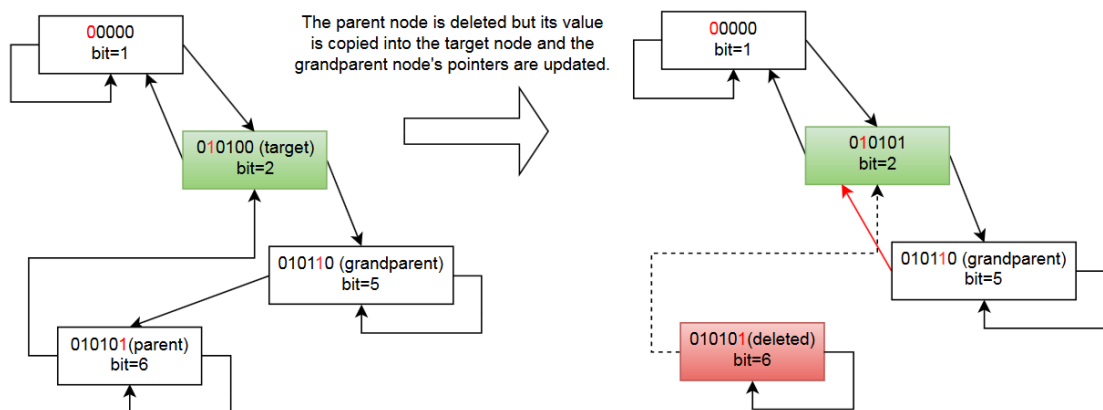 00000
bit=1
The parent node is deleted but its value
is copied into the target node and the
grandparent node's pointers are updated.
00000
bit=1
010100 (target)
bit=2
010101
bit=2
010110 (grandparent)
bit=5
010110 (grandparent)
bit=5
010101(parent)
bit=6
010101(deleted)
bit=6